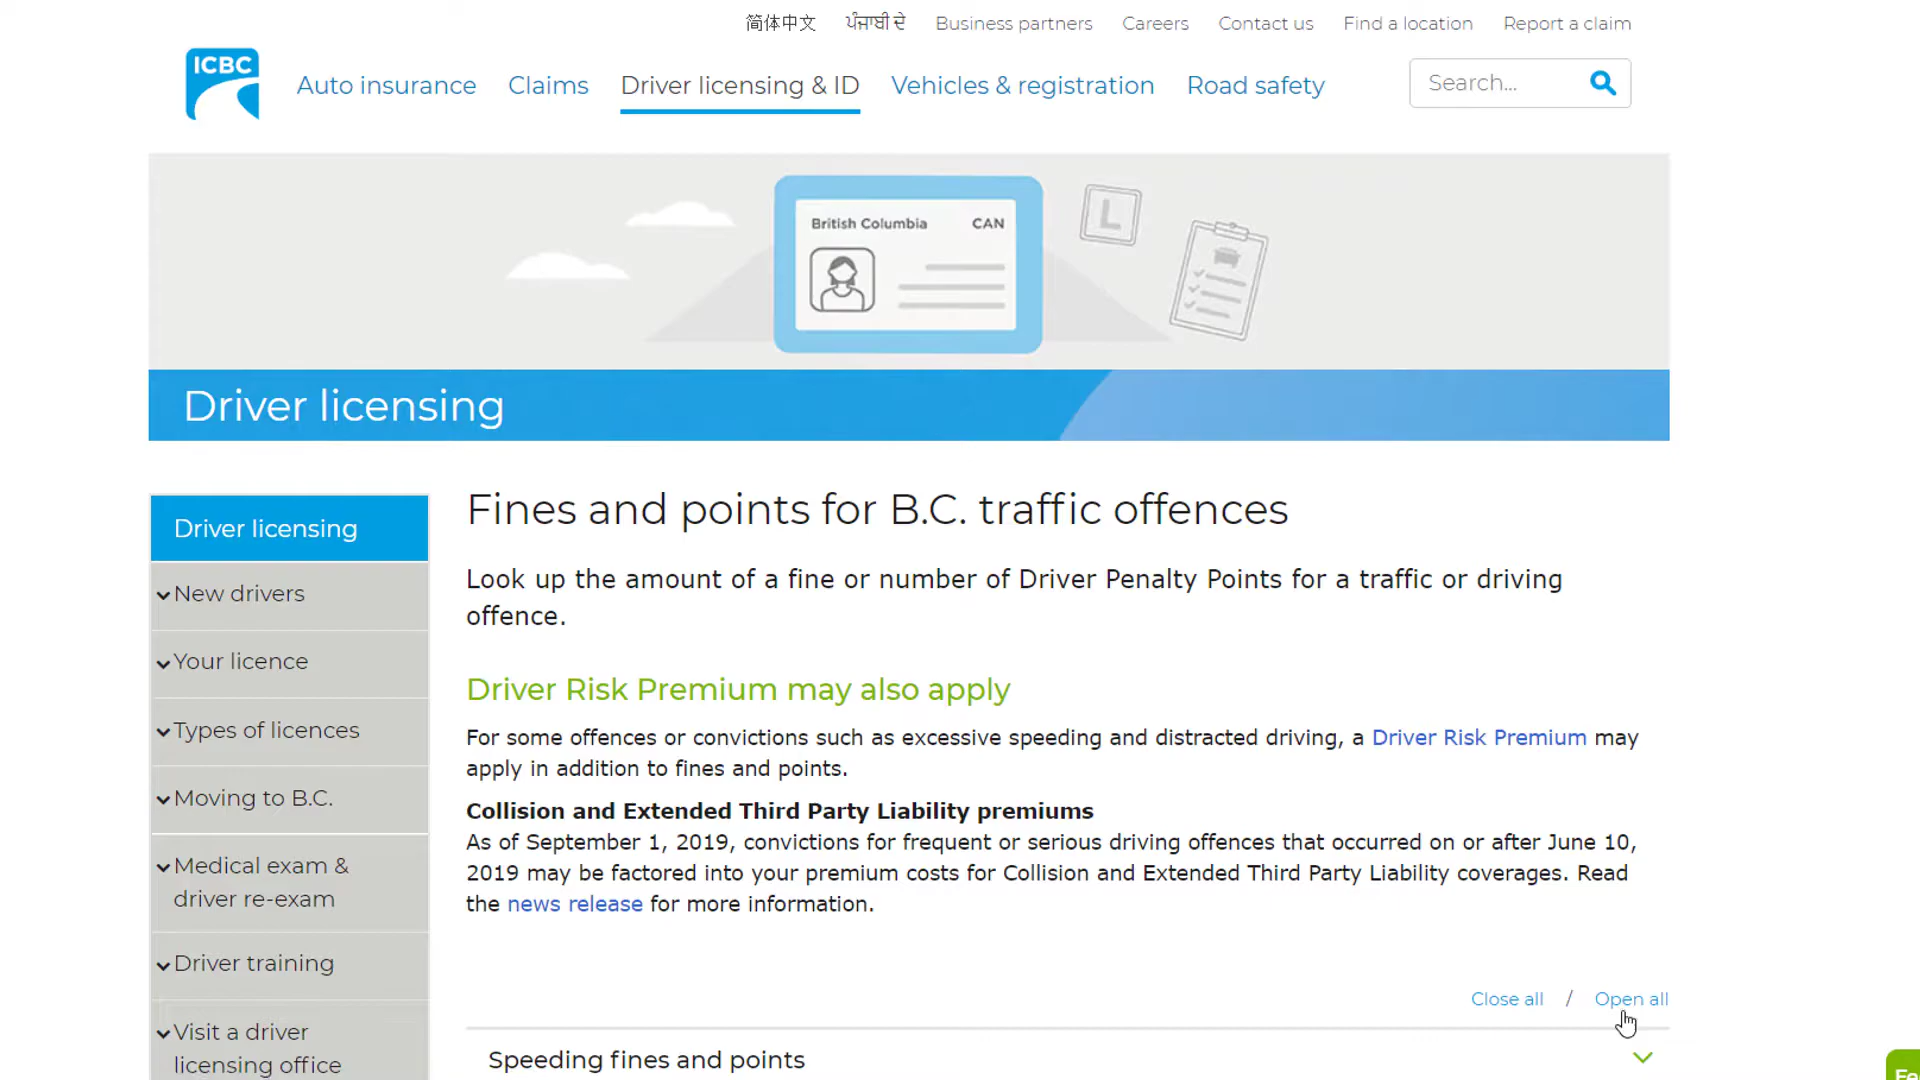 简体中文 ਪੰਜਾਬੀ ਦੇ Business partners Careers Contact us Find a location Report a claim
ICBC
Auto insurance Claims Driver licensing & ID Vehicles & registration Road safety Search...
British Columbia CAN
L
Driver licensing
Driver licensing
New drivers
Your licence
Types of licences
Moving to B.C.
Medical exam &
driver re-exam
Driver training
Visit a driver
licensing office
Fines and points for B.C. traffic offences
Look up the amount of a fine or number of Driver Penalty Points for a traffic or driving
offence.
Driver Risk Premium may also apply
For some offences or convictions such as excessive speeding and distracted driving, a Driver Risk Premium may
apply in addition to fines and points.
Collision and Extended Third Party Liability premiums
As of September 1, 2019, convictions for frequent or serious driving offences that occurred on or after June 10,
2019 may be factored into your premium costs for Collision and Extended Third Party Liability coverages. Read
the news release for more information.
Close all / Open all
Speeding fines and points